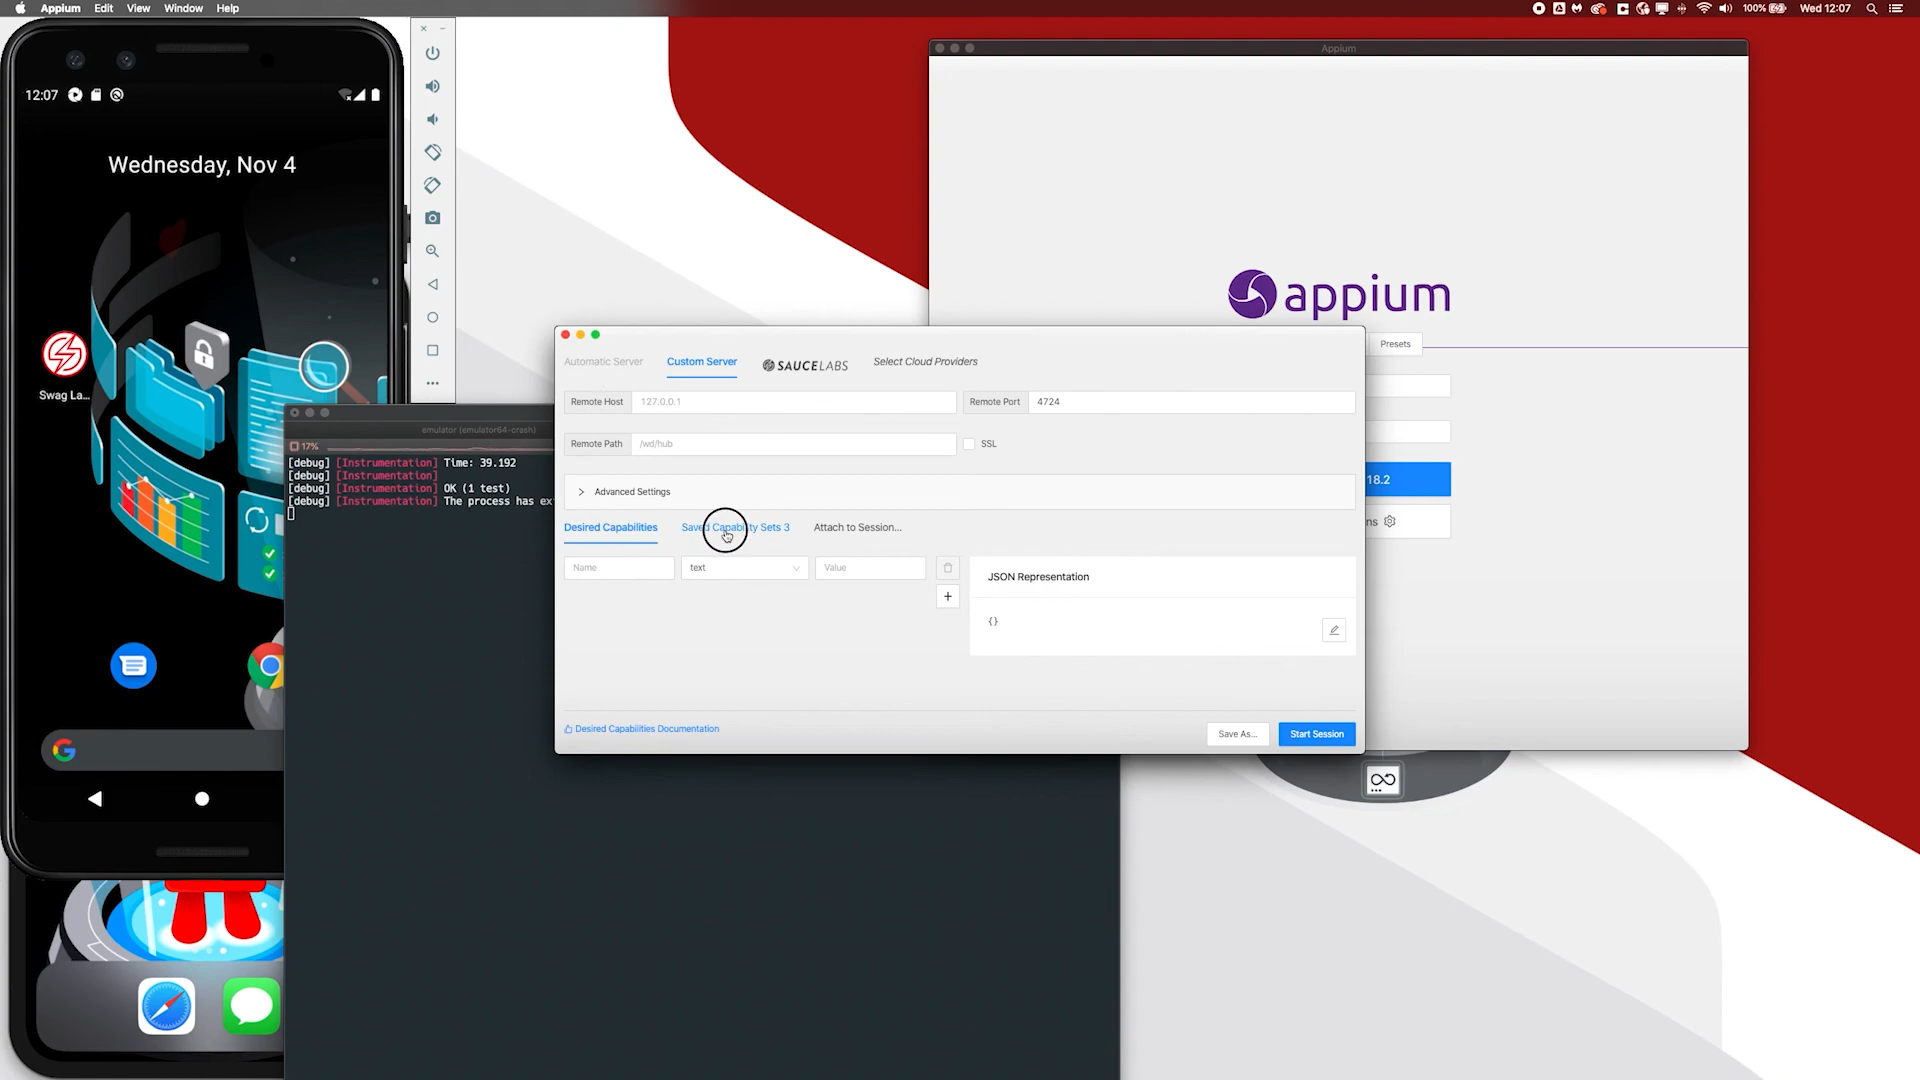 Appium Edit View Window Help
100% Wed 12:07
Appium
12:07
Wednesday, Nov 4
Swag La...
appium
Presets
18.2
ns
Automatic Server Custom Server SAUCELABS Select Cloud Providers
Remote Host 127.0.0.1 Remote Port 4724
Remote Path /wd/hub SSL
Advanced Settings
Desired Capabilities Saved Capability Sets 3 Attach to Session...
Name text Value
JSON Representation
{}
Desired Capabilities Documentation
Save As... Start Session
emulator (emulator64-crash)
17%
[debug] [Instrumentation] Time: 39.192
[debug] [Instrumentation]
[debug] [Instrumentation] OK (1 test)
[debug] [Instrumentation] The process has ex